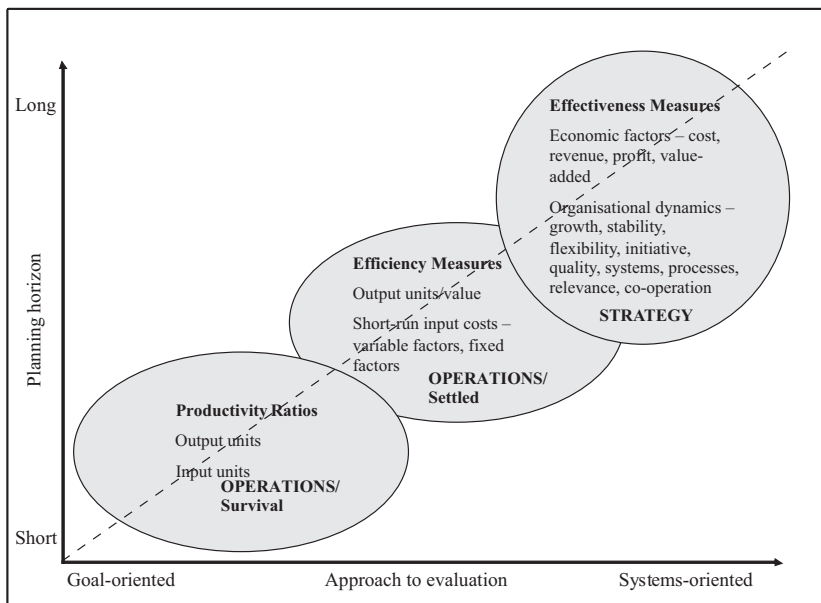 Long
Planning horizon
Short
Effectiveness Measures
Economic factors – cost,
revenue, profit, value-
added
Organisational dynamics –
growth, stability,
flexibility, initiative,
quality, systems, processes,
relevance, co-operation
STRATEGY
Efficiency Measures
Output units/value
Short-run input costs –
variable factors, fixed
factors
OPERATIONS/
Settled
Productivity Ratios
Output units
Input units
OPERATIONS/
Survival
Goal-oriented
Approach to evaluation
Systems-oriented